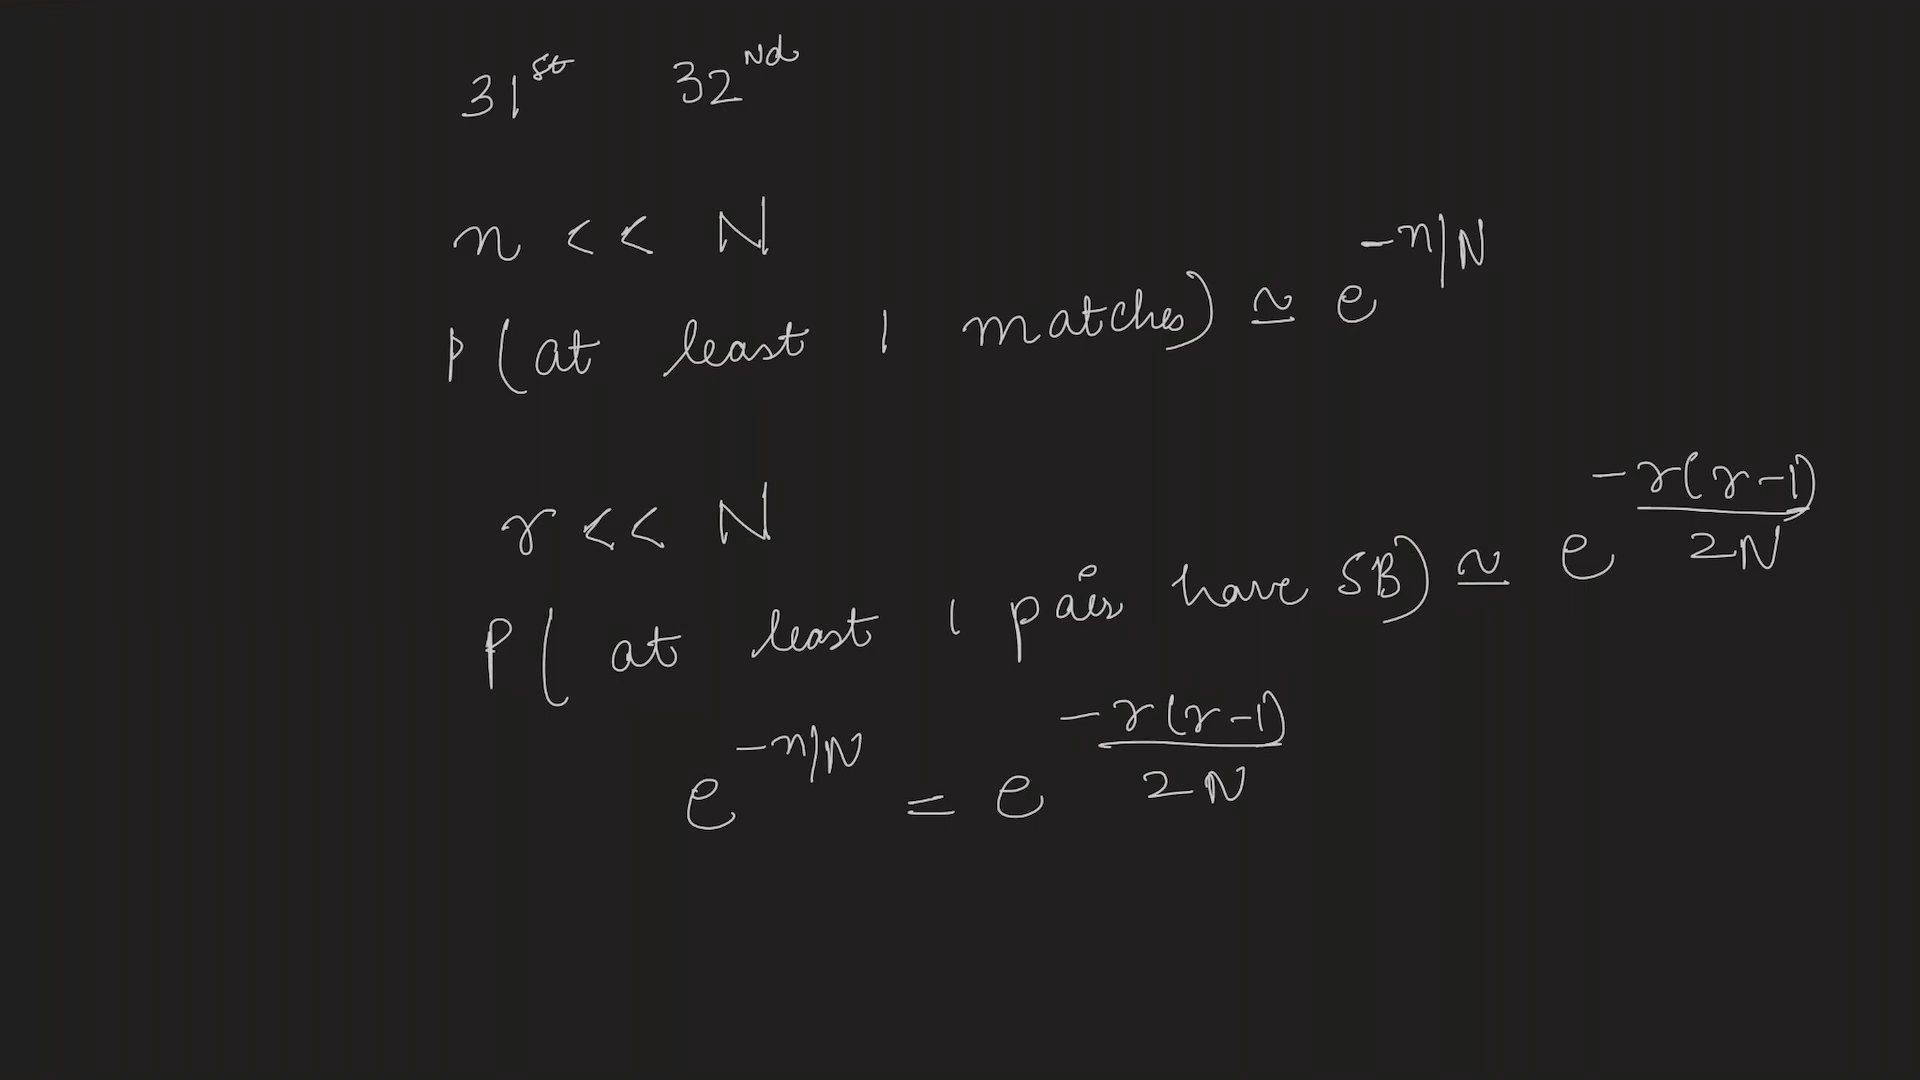 31st 32Nd
n << N
P(at least 1 matches) ≃ e^{-n/N}
r << N
P(at least 1 pair have SB) ≃ e^{-r(r-1)/2N}
e^{-n/N} = e^{-r(r-1)/2N}